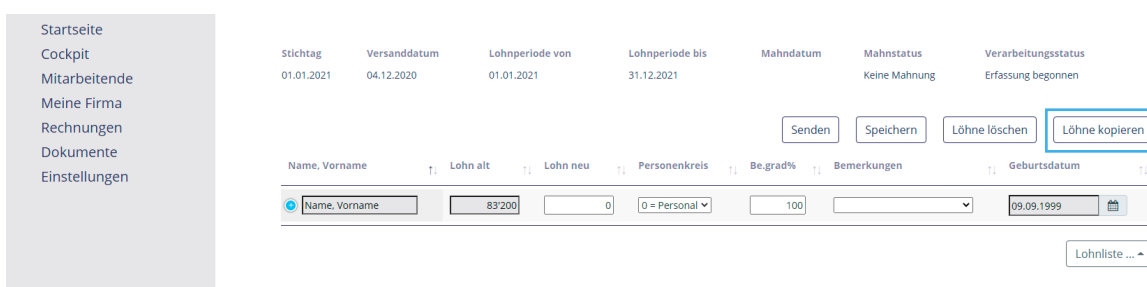 Startseite
Cockpit
Mitarbeitende
Meine Firma
Rechnungen
Dokumente
Einstellungen
Stichtag Versanddatum Lohnperiode von Lohnperiode bis Mahndatum Mahnstatus Verarbeitungsstatus
01.01.2021 04.12.2020 01.01.2021 31.12.2021 Keine Mahnung Erfassung begonnen
Senden Speichern Löhne löschen Löhne kopieren
Name, Vorname Lohn alt Lohn neu Personenkreis Be.grad% Bemerkungen Geburtsdatum
Name, Vorname 83'200 0 0 = Personal 100 09.09.1999
Lohnliste ...